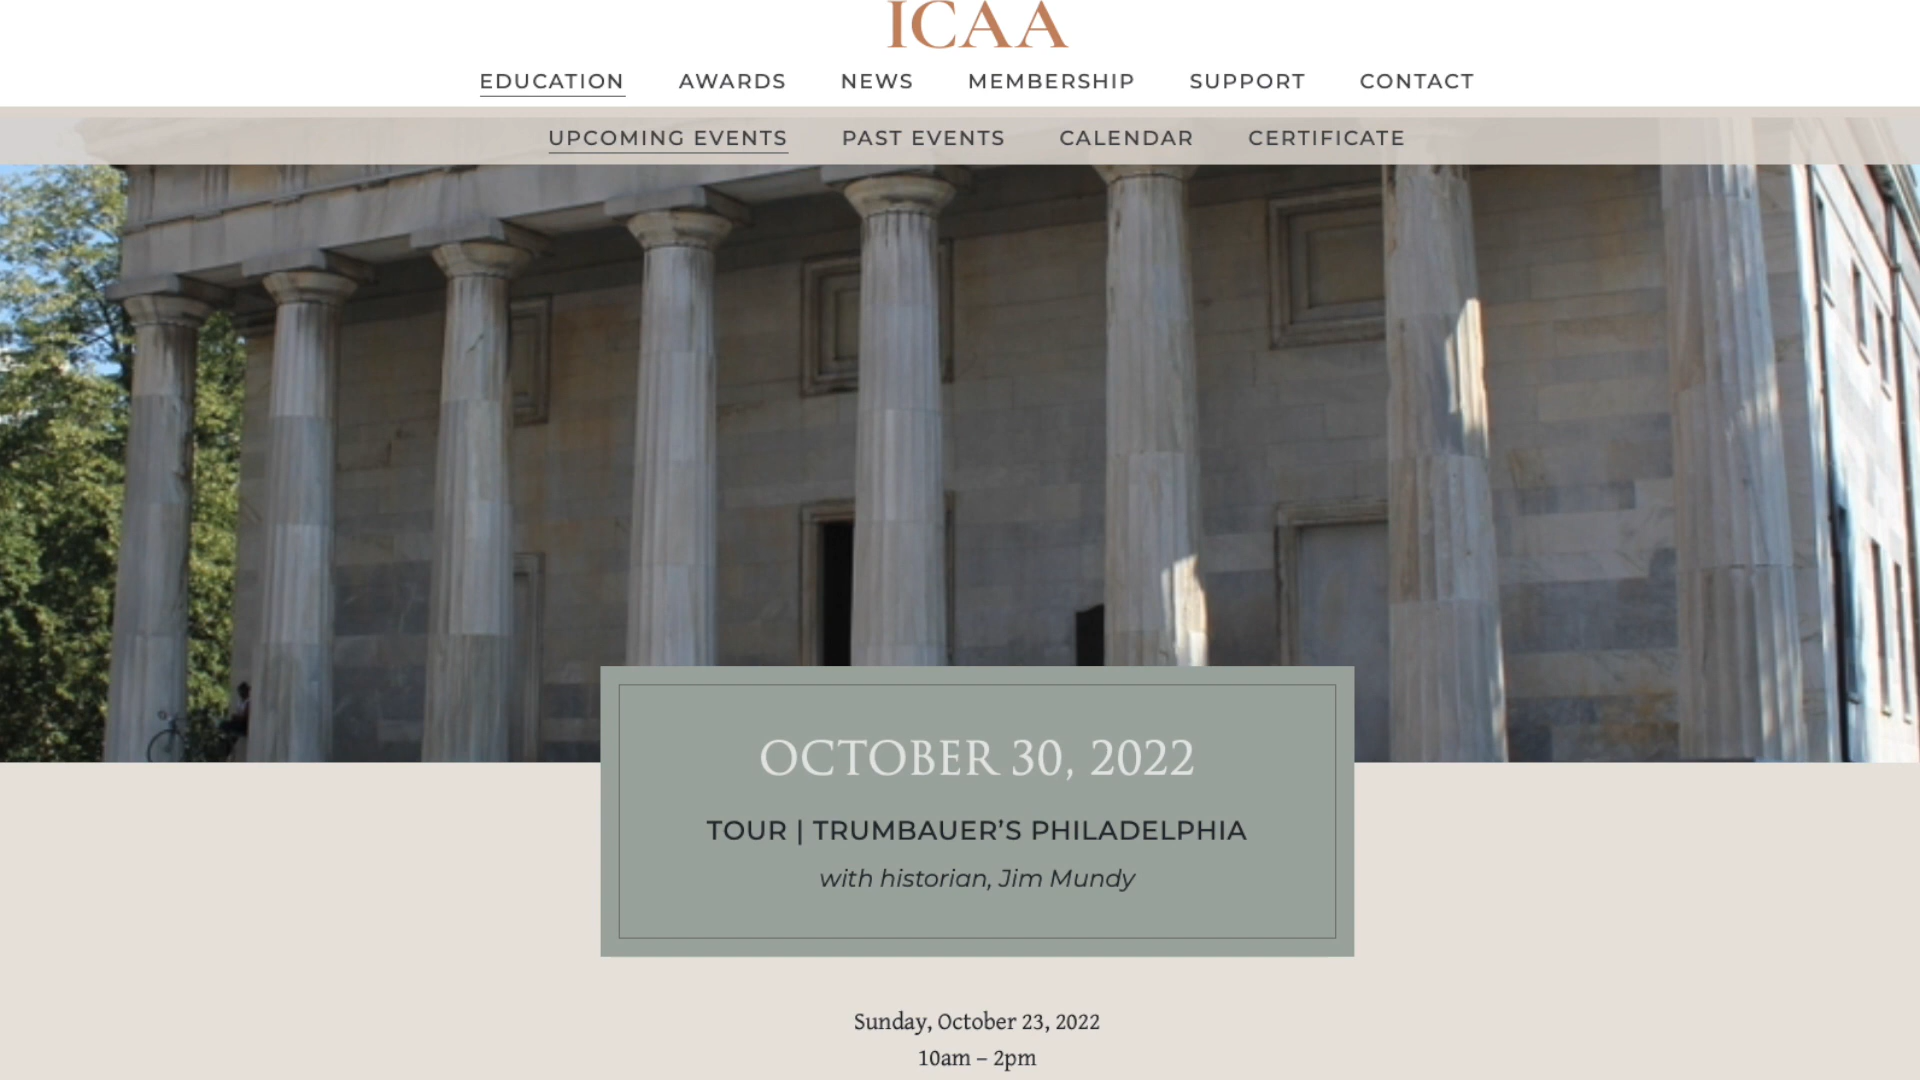 ICAA
EDUCATION AWARDS NEWS MEMBERSHIP SUPPORT CONTACT
UPCOMING EVENTS PAST EVENTS CALENDAR CERTIFICATE
OCTOBER 30, 2022
TOUR | TRUMBAUER’S PHILADELPHIA
with historian, Jim Mundy
Sunday, October 23, 2022
10am – 2pm